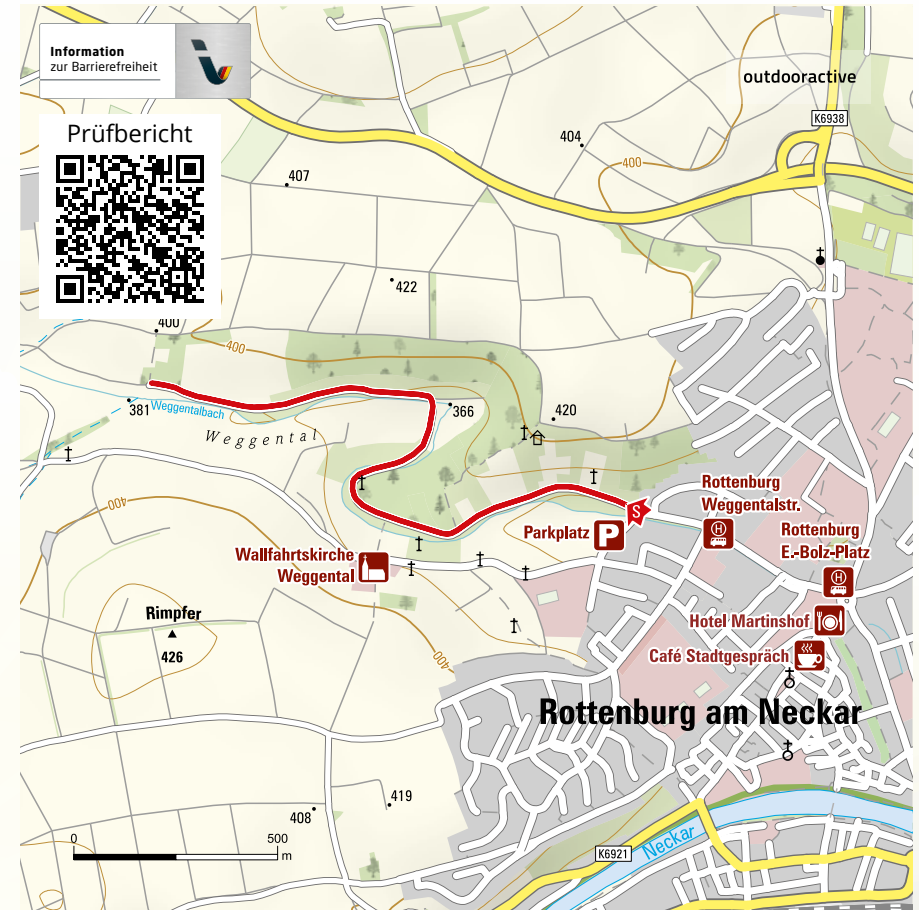 Information
zur Barrierefreiheit
outdooractive
K6938
Prüfbericht
404
400
407
422
400
400
381
Weggentalbach
366
420
Weggental
400
Rottenburg
Weggentalstr.
S
Parkplatz P
H
Rottenburg
E.-Bolz-Platz
H
Wallfahrtskirche
Weggental
Rimpfer
426
400
Hotel Martinshof
Café Stadtgespräch
Rottenburg am Neckar
419
408
0 500
m
K6921
Neckar